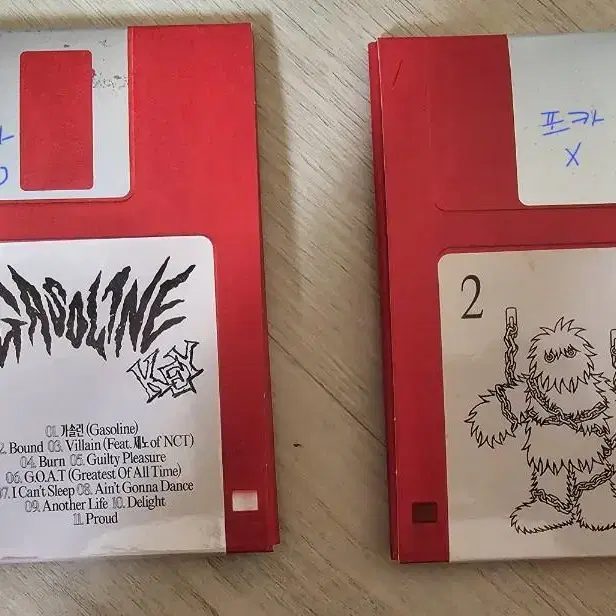 GASOLINE
KEY
01. 가솔린 (Gasoline)
2. Bound 03. Villain (Feat. 제노 of NCT)
04. Burn 05. Guilty Pleasure
06. G.O.A.T (Greatest Of All Time)
07. I Can't Sleep 08. Ain't Gonna Dance
09. Another Life 10. Delight
11. Proud
프카
X
2